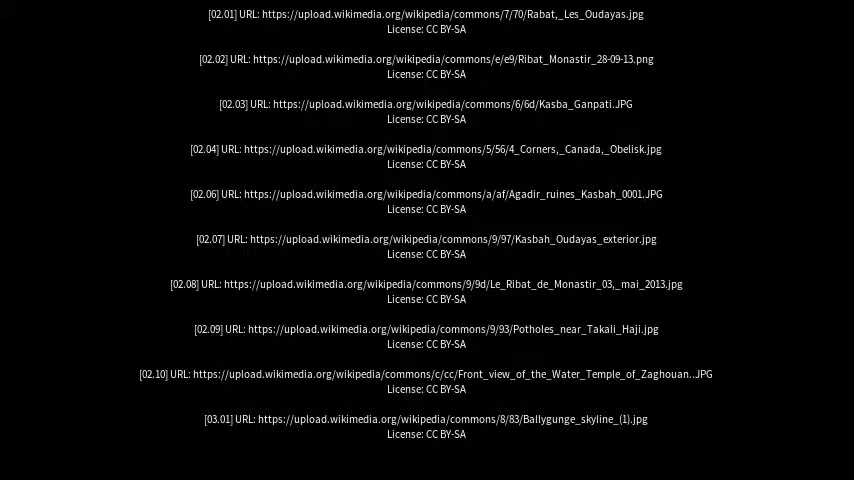 [02.01] URL: https://upload.wikimedia.org/wikipedia/commons/7/70/Rabat,_Les_Oudayas.jpg
License: CC BY-SA
[02.02] URL: https://upload.wikimedia.org/wikipedia/commons/e/e9/Ribat_Monastir_28-09-13.png
License: CC BY-SA
[02.03] URL: https://upload.wikimedia.org/wikipedia/commons/6/6d/Kasba_Ganpati.JPG
License: CC BY-SA
[02.04] URL: https://upload.wikimedia.org/wikipedia/commons/5/56/4_Corners,_Canada,_Obelisk.jpg
License: CC BY-SA
[02.06] URL: https://upload.wikimedia.org/wikipedia/commons/a/af/Agadir_ruines_Kasbah_0001.JPG
License: CC BY-SA
[02.07] URL: https://upload.wikimedia.org/wikipedia/commons/9/97/Kasbah_Oudayas_exterior.jpg
License: CC BY-SA
[02.08] URL: https://upload.wikimedia.org/wikipedia/commons/9/9d/Le_Ribat_de_Monastir_03,_mai_2013.jpg
License: CC BY-SA
[02.09] URL: https://upload.wikimedia.org/wikipedia/commons/9/93/Potholes_near_Takali_Haji.jpg
License: CC BY-SA
[02.10] URL: https://upload.wikimedia.org/wikipedia/commons/c/cc/Front_view_of_the_Water_Temple_of_Zaghouan..JPG
License: CC BY-SA
[03.01] URL: https://upload.wikimedia.org/wikipedia/commons/8/83/Ballygunge_skyline_(1).jpg
License: CC BY-SA